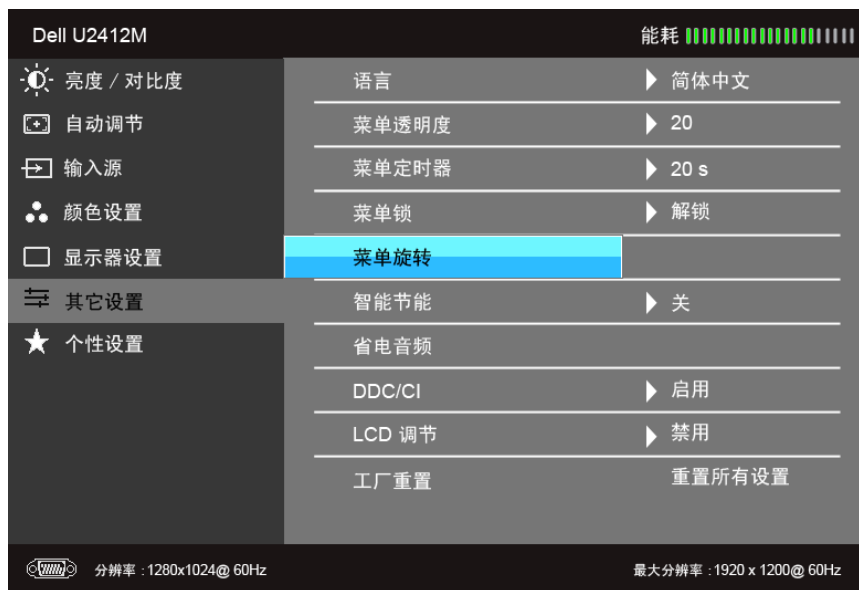 Dell U2412M
能耗
亮度 / 对比度
自动调节
输入源
颜色设置
显示器设置
其它设置
个性设置
语言
简体中文
菜单透明度
20
菜单定时器
20 s
菜单锁
解锁
菜单旋转
智能节能
关
省电音频
DDC/CI
启用
LCD 调节
禁用
工厂重置
重置所有设置
分辨率 : 1280x1024@ 60Hz
最大分辨率 : 1920 x 1200@ 60Hz